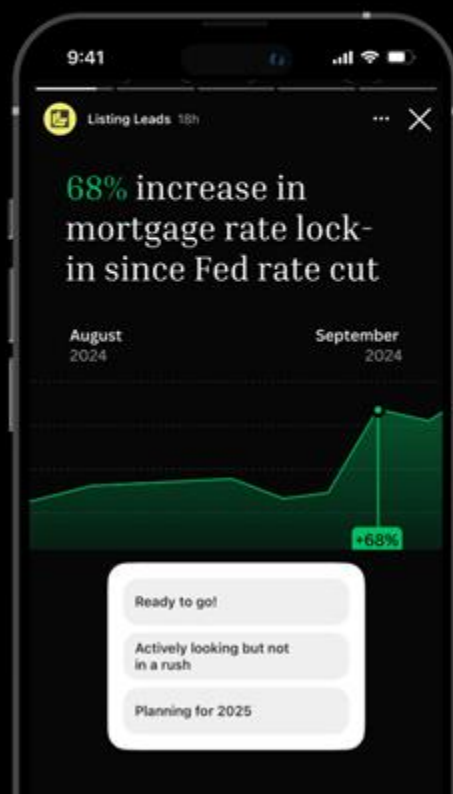 9:41
Listing Leads 18h
68% increase in
mortgage rate lock-
in since Fed rate cut
August
2024
September
2024
+68%
Ready to go!
Actively looking but not
in a rush
Planning for 2025